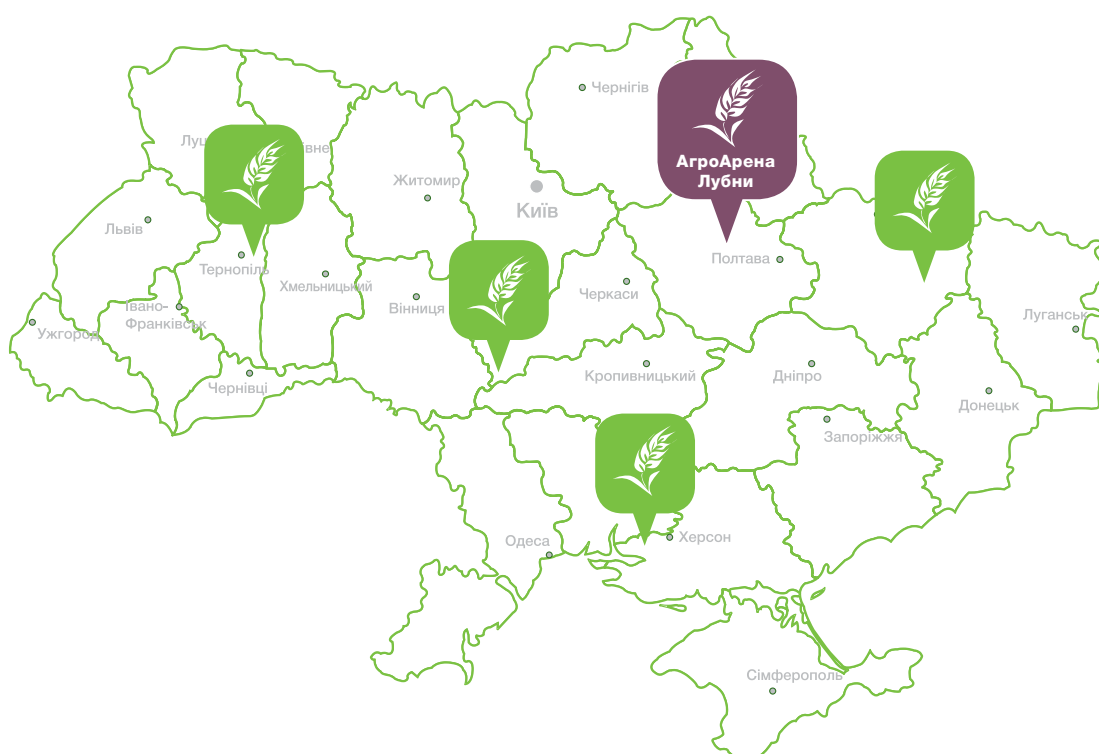 Чернігів
АгроАрена
Лубни
Житомир
Київ
Львів
Тернопіль
Хмельницький
Вінниця
Черкаси
Полтава
Івано-
Франківськ
Ужгород
Луганськ
Чернівці
Кропивницький
Дніпро
Донецьк
Запоріжжя
Одеса
Херсон
Сімферополь